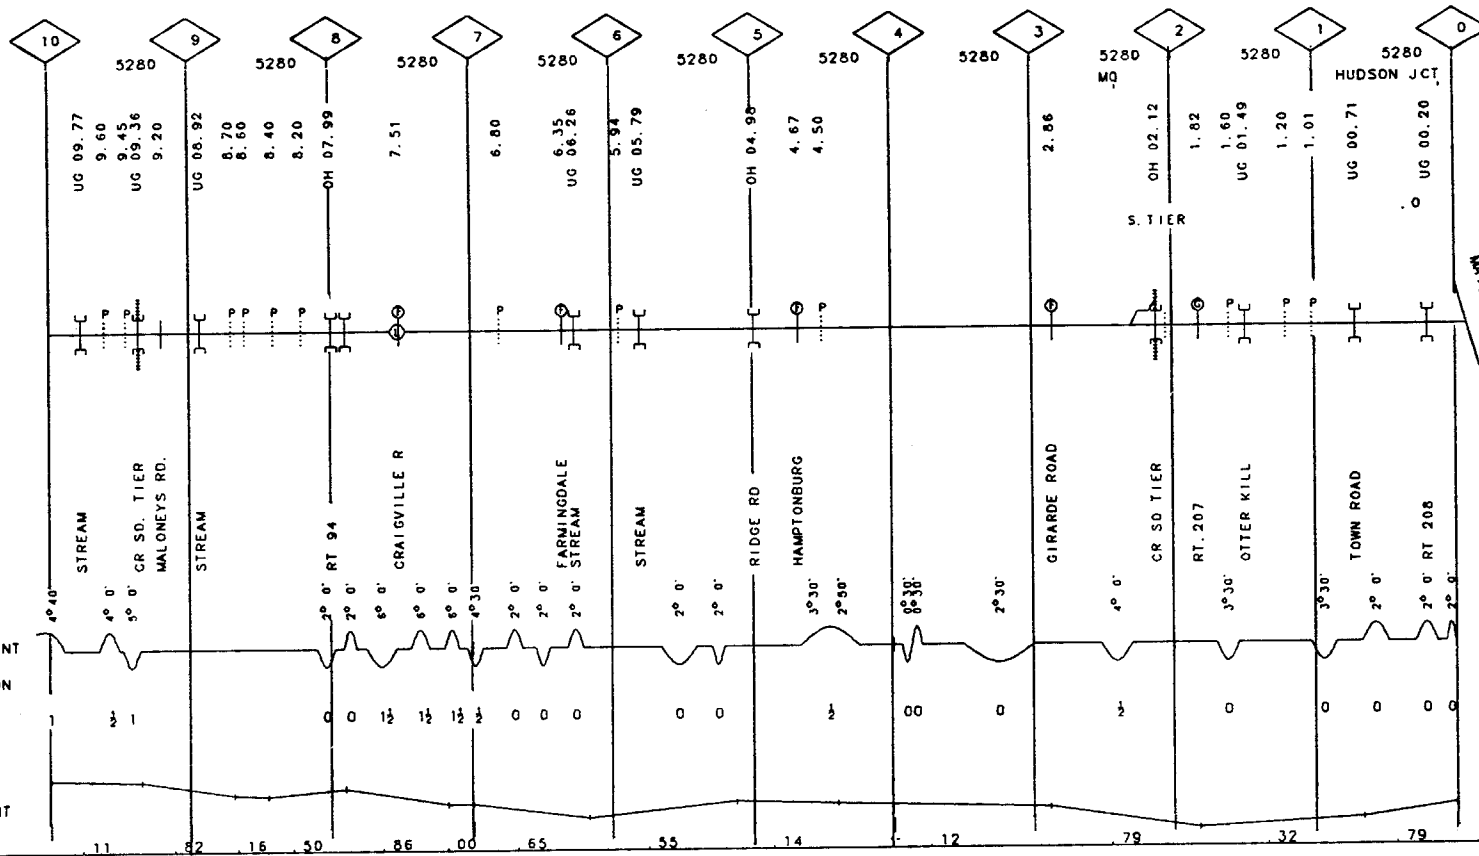 10 9 8 7 6 5 4 3 2 1 0
5280 5280 5280 5280 5280 5280 5280 5280 5280 5280
MQ HUDSON JCT.
UG 09.77
9.60
9.45
UG 09.36
9.20
UG 08.92
8.70
8.60
8.40
8.20
OH 07.99
7.51
6.80
6.35
UG 06.26
5.94
UG 05.79
OH 04.98
4.67
4.50
2.86
OH 02.12
1.82
1.60
UG 01.49
1.20
1.01
UG 00.71
UG 00.20
.0
S. TIER
P P P P P P F P F P F P F G P P P
U
STREAM
CR SD. TIER
MALONEYS RD.
STREAM
RT 94
CRAIGVILLE R
FARMINGDALE
STREAM
STREAM
RIDGE RD
HAMPTONBURG
GIRARDE ROAD
CR SD TIER
RT. 207
OTTER KILL
TOWN ROAD
RT 208
4° 40' 4° 0' 5° 0' 2° 0' 2° 0' 6° 0' 6° 0' 6° 0' 4° 30' 2° 0' 2° 0' 2° 0' 2° 0' 2° 0' 3° 30' 2° 50' 0° 30' 0° 30' 2° 30' 4° 0' 3° 30' 3° 30' 2° 0' 2° 0' 2° 0'
NT
ON
1 ½ 1 0 0 1½ 1½ 1½ ½ 0 0 0 0 0 ½ 0 0 0 ½ 0 0 0 0 0
NT
.11 .82 .16 .50 .86 .00 .65 .55 .14 - .12 .79 .32 .79